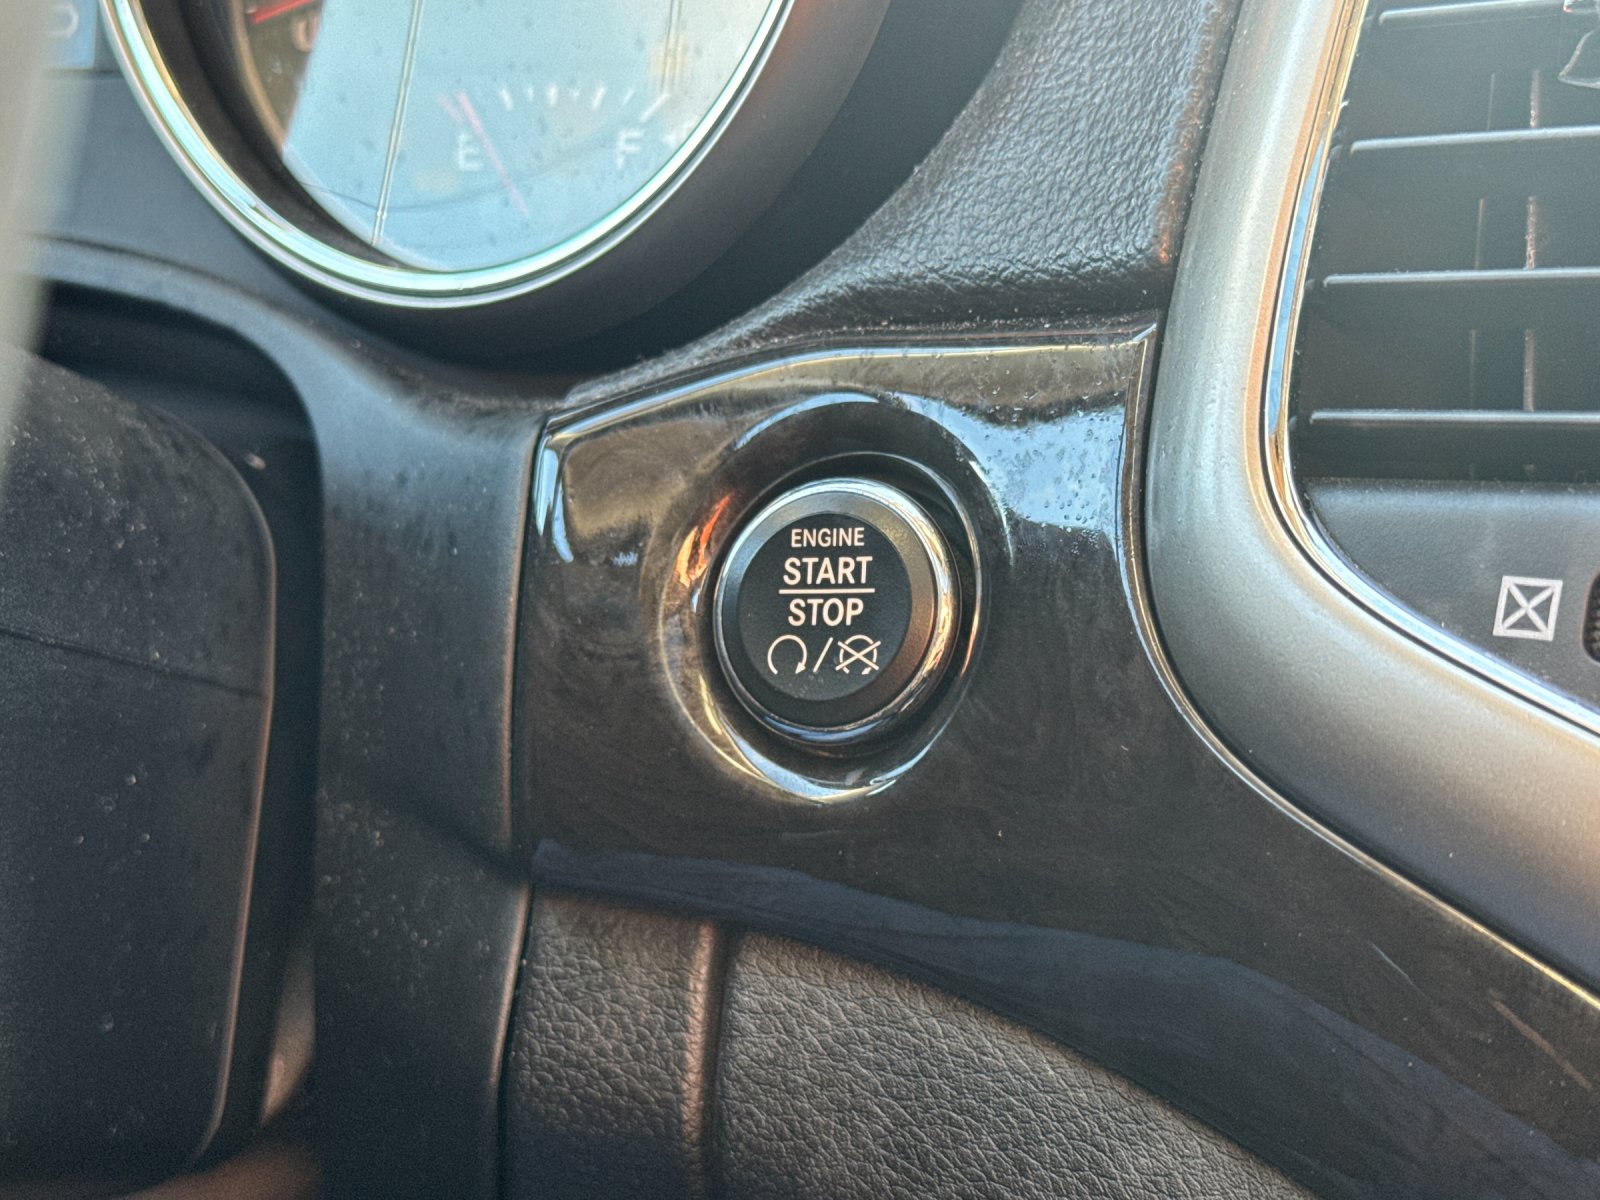 E F
ENGINE
START
STOP
/